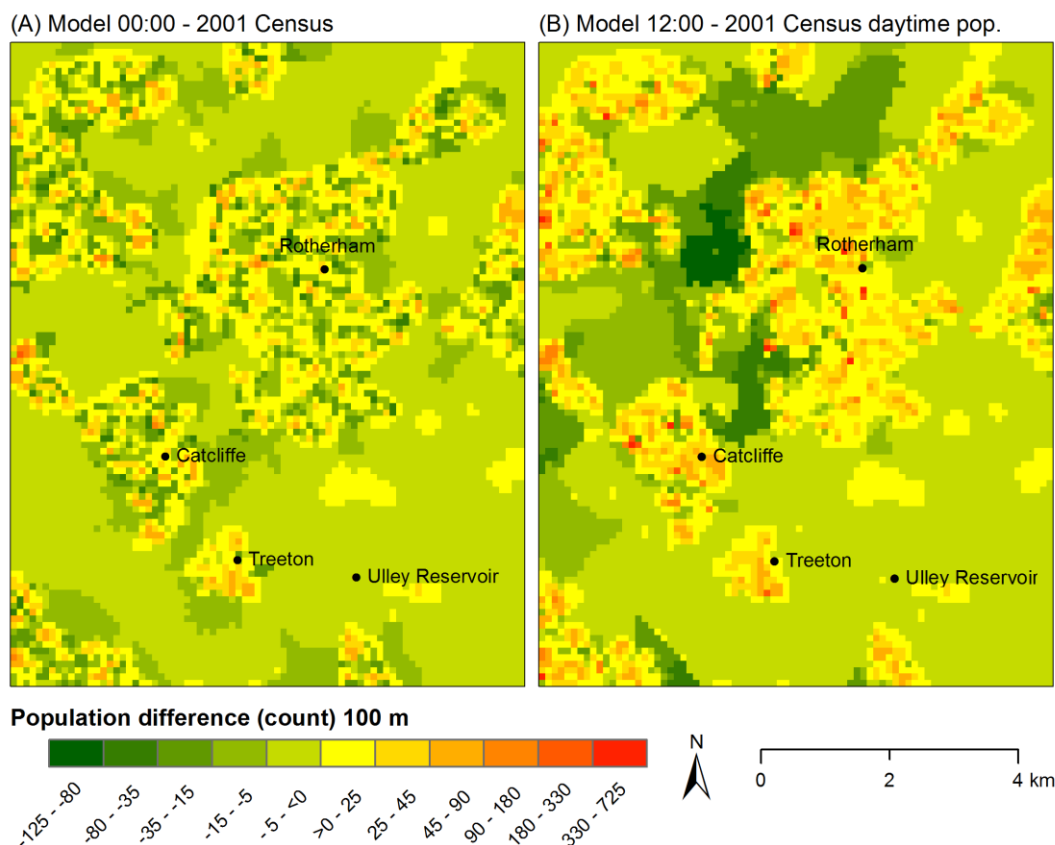 (A) Model 00:00 - 2001 Census
(B) Model 12:00 - 2001 Census daytime pop.
Rotherham
Catcliffe
Treeton
Ulley Reservoir
Rotherham
Catcliffe
Treeton
Ulley Reservoir
Population difference (count) 100 m
-125 - -80
-80 - -35
-35 - -15
-15 - -5
-5 - <0
>0 - 25
25 - 45
45 - 90
90 - 180
180 - 330
330 - 725
N
0 2 4 km